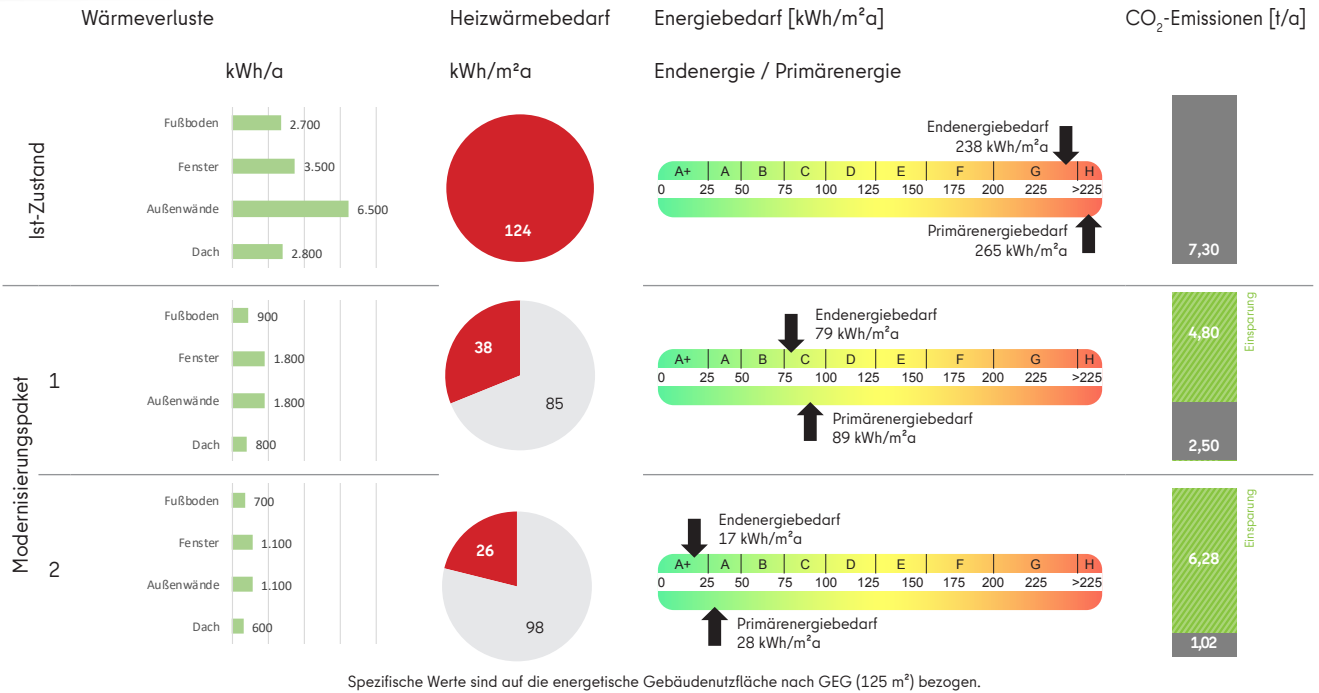 Wärmeverluste
Heizwärmebedarf
Energiebedarf [kWh/m²a]
CO₂-Emissionen [t/a]
kWh/a
kWh/m²a
Endenergie / Primärenergie
Ist-Zustand
Fußboden 2.700
Fenster 3.500
Außenwände 6.500
Dach 2.800
124
Endenergiebedarf
238 kWh/m²a
A+ A B C D E F G H
0 25 50 75 100 125 150 175 200 225 >225
Primärenergiebedarf
265 kWh/m²a
7,30
Modernisierungspaket
1
Fußboden 900
Fenster 1.800
Außenwände 1.800
Dach 800
38
85
Endenergiebedarf
79 kWh/m²a
A+ A B C D E F G H
0 25 50 75 100 125 150 175 200 225 >225
Primärenergiebedarf
89 kWh/m²a
4,80
Einsparung
2,50
2
Fußboden 700
Fenster 1.100
Außenwände 1.100
Dach 600
26
98
Endenergiebedarf
17 kWh/m²a
A+ A B C D E F G H
0 25 50 75 100 125 150 175 200 225 >225
Primärenergiebedarf
28 kWh/m²a
6,28
Einsparung
1,02
Spezifische Werte sind auf die energetische Gebäudenutzfläche nach GEG (125 m²) bezogen.